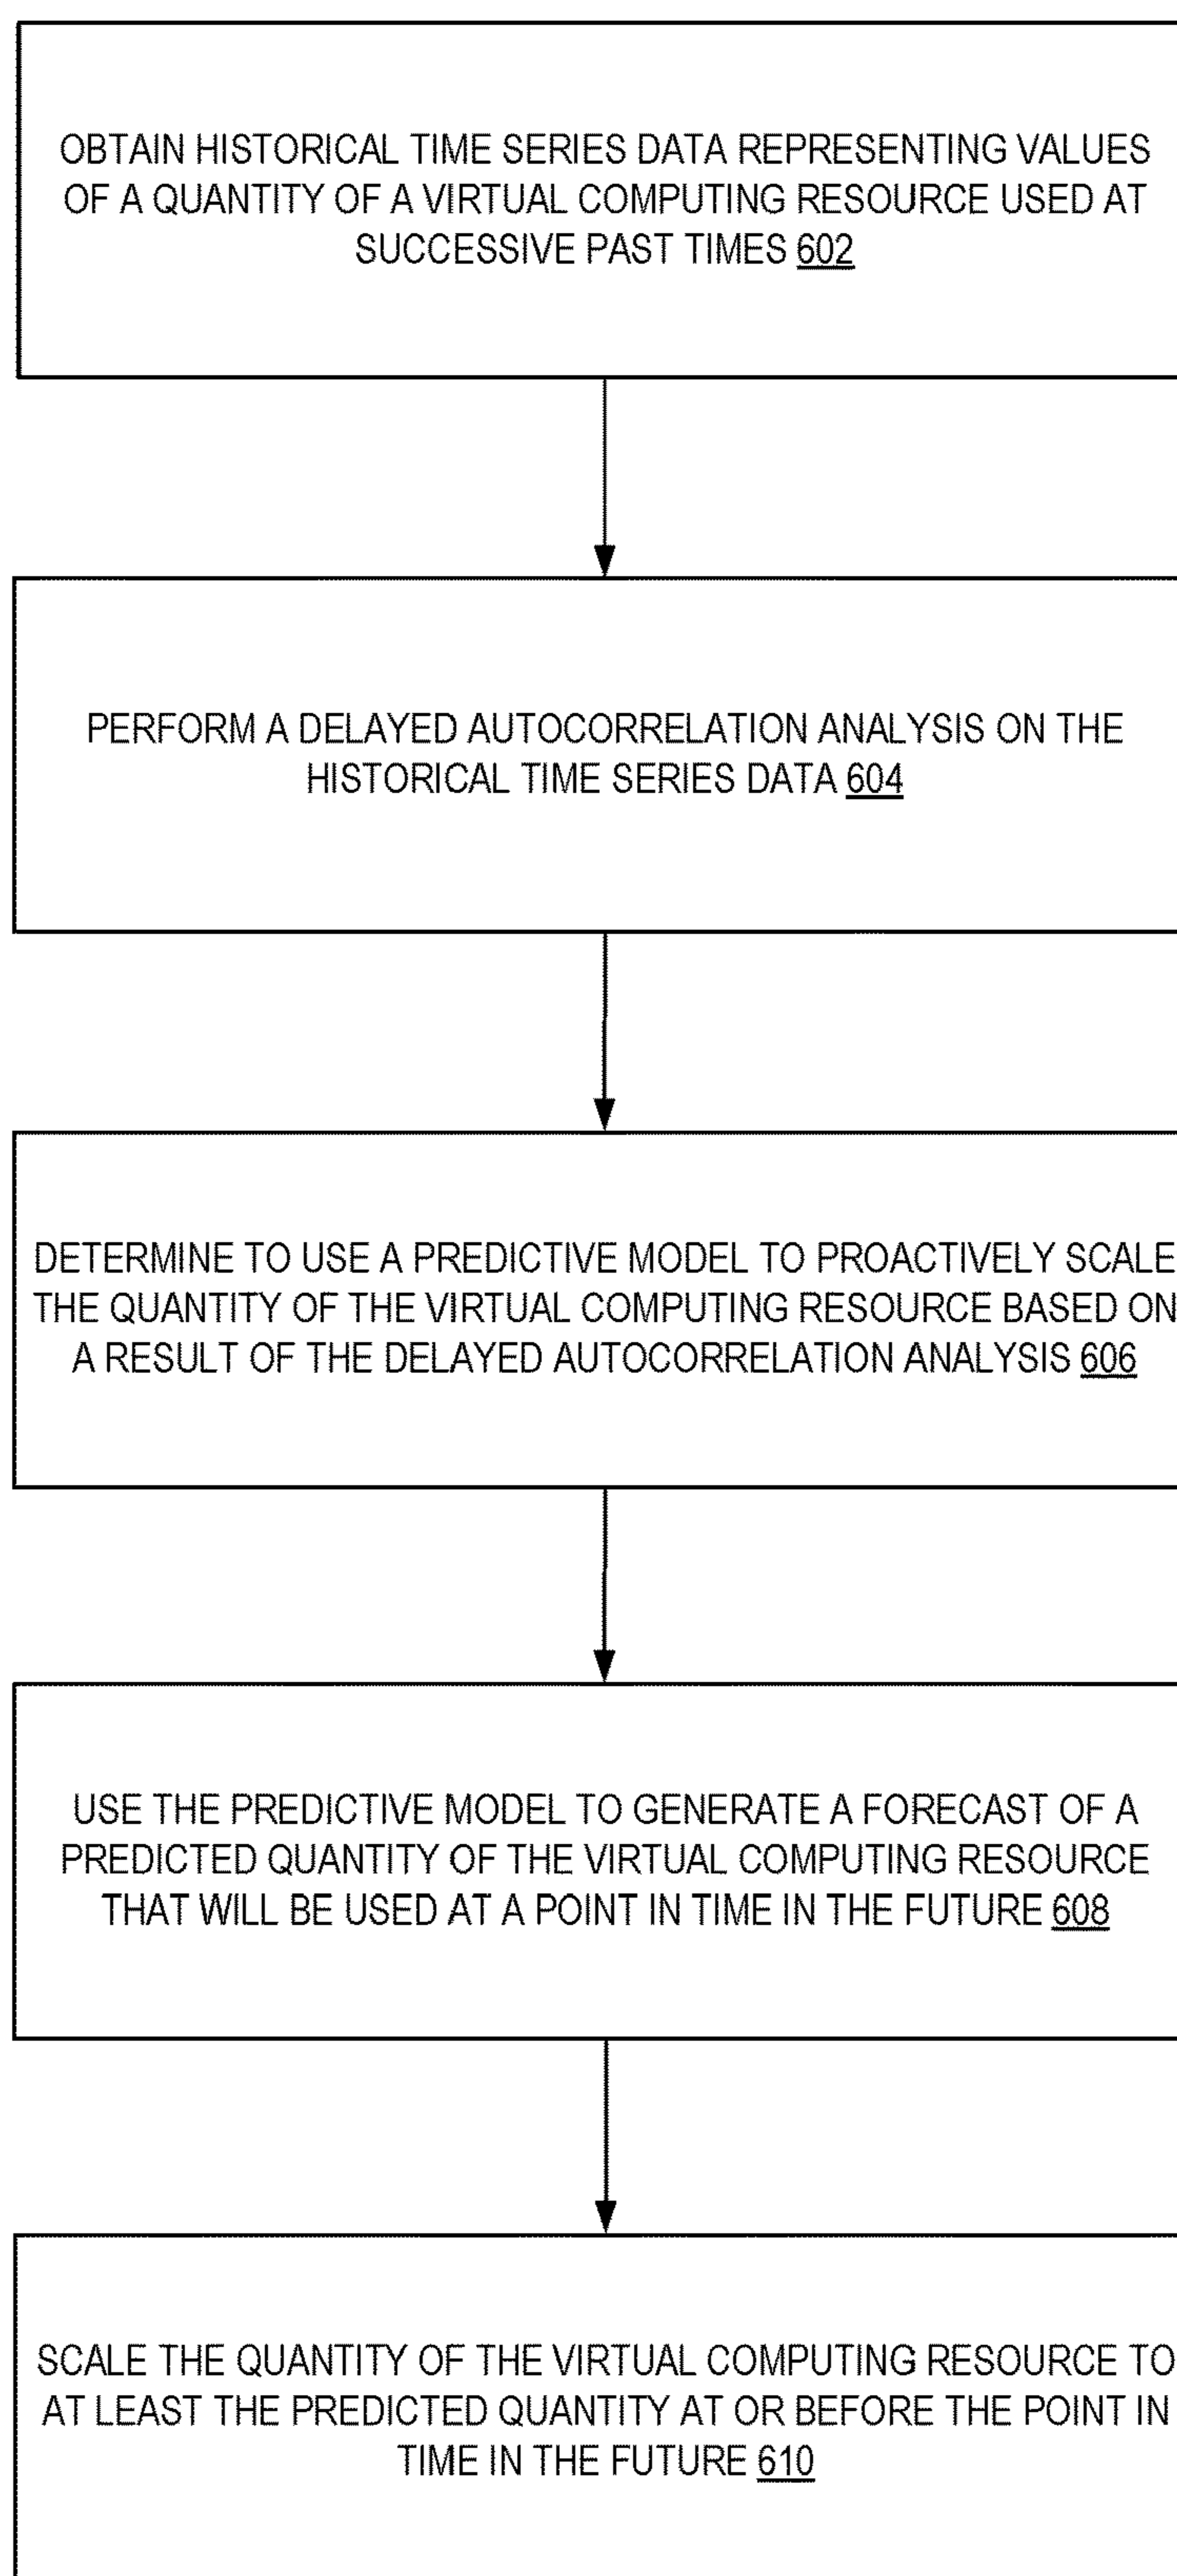 OBTAIN HISTORICAL TIME SERIES DATA REPRESENTING VALUES
OF A QUANTITY OF A VIRTUAL COMPUTING RESOURCE USED AT
SUCCESSIVE PAST TIMES 602
PERFORM A DELAYED AUTOCORRELATION ANALYSIS ON THE
HISTORICAL TIME SERIES DATA 604
DETERMINE TO USE A PREDICTIVE MODEL TO PROACTIVELY SCALE
THE QUANTITY OF THE VIRTUAL COMPUTING RESOURCE BASED ON
A RESULT OF THE DELAYED AUTOCORRELATION ANALYSIS 606
USE THE PREDICTIVE MODEL TO GENERATE A FORECAST OF A
PREDICTED QUANTITY OF THE VIRTUAL COMPUTING RESOURCE
THAT WILL BE USED AT A POINT IN TIME IN THE FUTURE 608
SCALE THE QUANTITY OF THE VIRTUAL COMPUTING RESOURCE TO
AT LEAST THE PREDICTED QUANTITY AT OR BEFORE THE POINT IN
TIME IN THE FUTURE 610